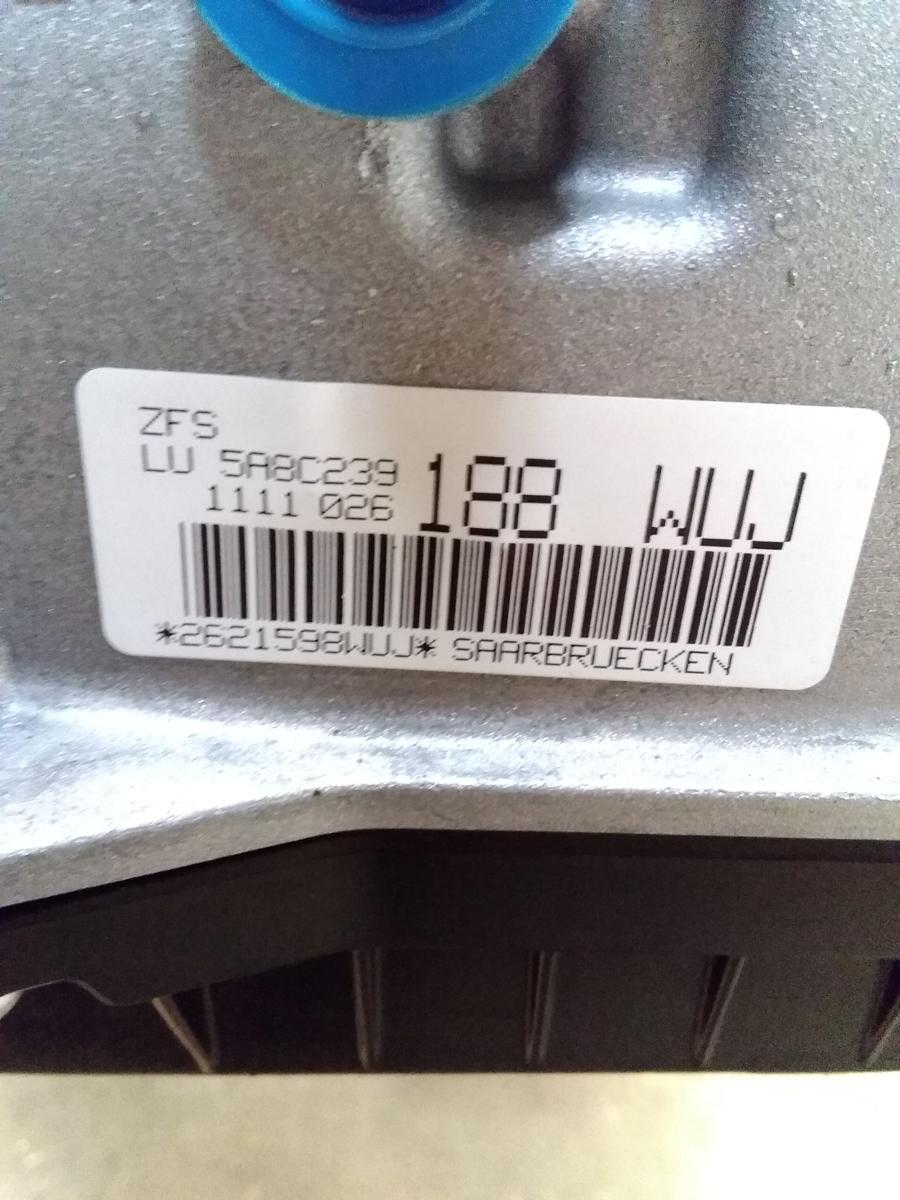 ZFS
LU 5A8C239 188 WUJ
1111 026
*2621598WUJ* SAARBRUECKEN